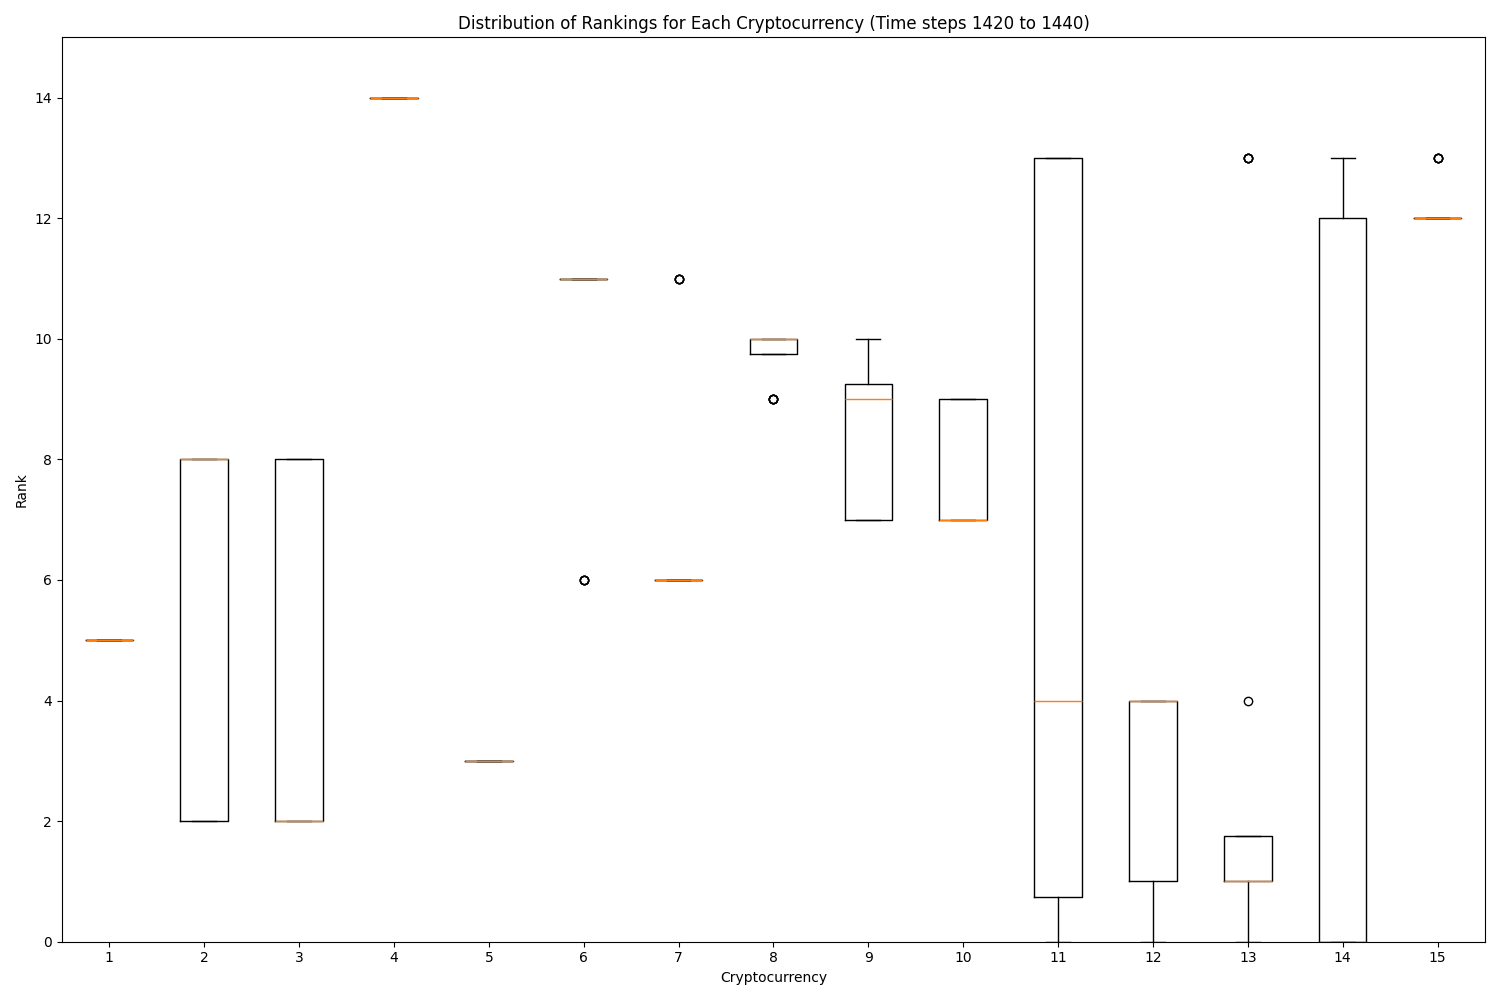 Distribution of Rankings for Each Cryptocurrency (Time steps 1420 to 1440)
Rank
14
12
10
8
6
4
2
0
1 2 3 4 5 6 7 8 9 10 11 12 13 14 15
Cryptocurrency